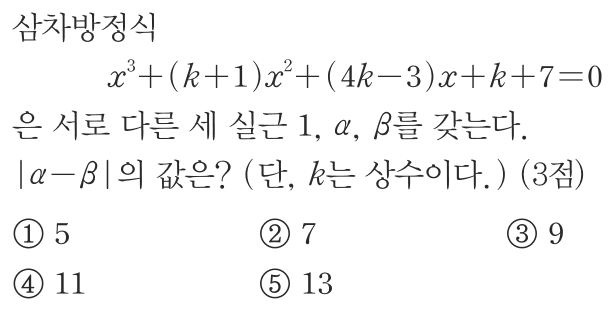 삼차방정식
x³+(k+1)x²+(4k-3)x+k+7=0
은 서로 다른 세 실근 1, α, β를 갖는다.
|α-β|의 값은? (단, k는 상수이다.) (3점)
① 5 ② 7 ③ 9
④ 11 ⑤ 13